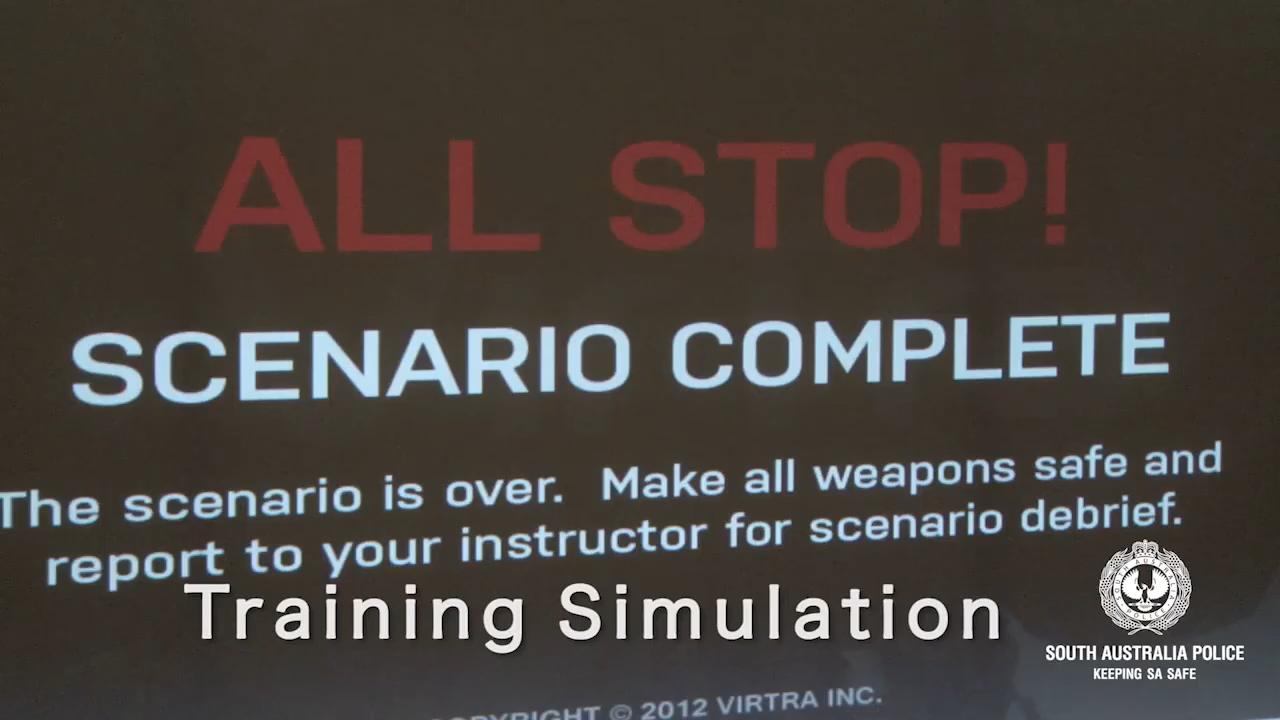 ALL STOP!
SCENARIO COMPLETE
The scenario is over. Make all weapons safe and
report to your instructor for scenario debrief.
Training Simulation
SOUTH AUSTRALIA POLICE
KEEPING SA SAFE
COPYRIGHT © 2012 VIRTRA INC.